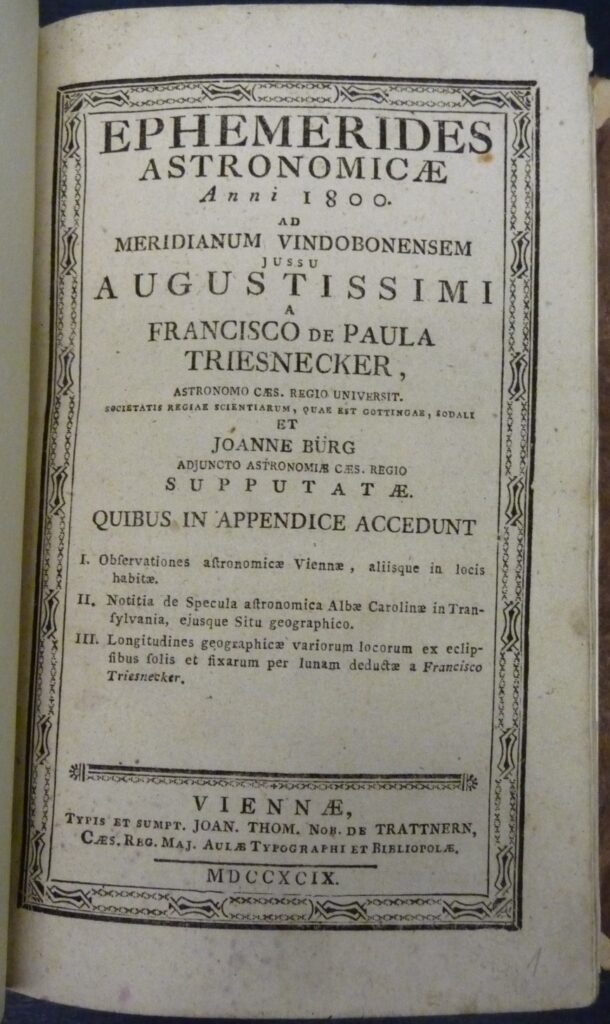 EPHEMERIDES
ASTRONOMICÆ
Anni 1800.
AD
MERIDIANUM VINDOBONENSEM
JUSSU
AUGUSTISSIMI
A
FRANCISCO DE PAULA
TRIESNECKER,
ASTRONOMO CÆS. REGIO UNIVERSIT.
SOCIETATIS REGIAE SCIENTIARUM, QUAE EST GOTTINGAE, SODALI
ET
JOANNE BÜRG
ADJUNCTO ASTRONOMIÆ CÆS. REGIO
SUPPUTATÆ.
QUIBUS IN APPENDICE ACCEDUNT
I. Obſervationes aſtronomicæ Viennæ, aliisque in locis
habitæ.
II. Notitia de Specula aſtronomica Albæ Carolinæ in Tran-
ſylvania, ejusque Situ geographico.
III. Longitudines geographicæ variorum locorum ex eclip-
ſibus ſolis et fixarum per lunam deductæ a Franciſco
Triesnecker.
VIENNÆ,
TYPIS ET SUMPT. JOAN. THOM. NOB. DE TRATTNERN,
CÆS. REG. MAJ. AULÆ TYPOGRAPHI ET BIBLIOPOLÆ.
MDCCXCIX.
1